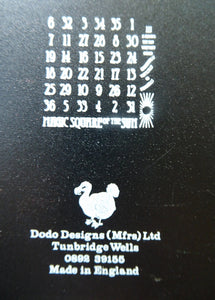 6 32 3 34 35 1
7 11 27 28 8 30
19 14 16 15 23 24
18 20 22 21 17 13
25 29 10 9 26 12
36 5 33 4 2 31
MAGIC SQUARE OF THE SUN
Dodo Designs (Mfrs) Ltd
Tunbridge Wells
0892 39155
Made in England